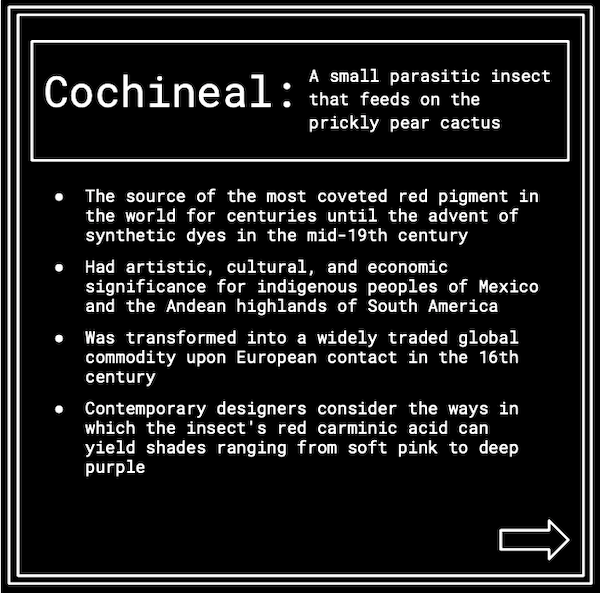 Cochineal:
A small parasitic insect
that feeds on the
prickly pear cactus
● The source of the most coveted red pigment in
the world for centuries until the advent of
synthetic dyes in the mid-19th century
● Had artistic, cultural, and economic
significance for indigenous peoples of Mexico
and the Andean highlands of South America
● Was transformed into a widely traded global
commodity upon European contact in the 16th
century
● Contemporary designers consider the ways in
which the insect's red carminic acid can
yield shades ranging from soft pink to deep
purple